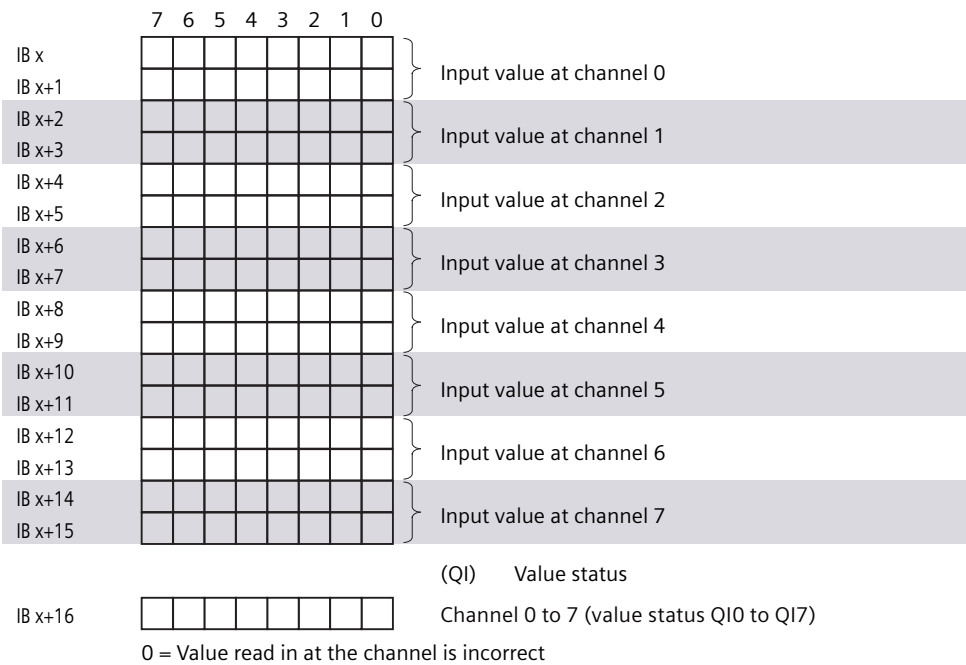 7 6 5 4 3 2 1 0
IB x
IB x+1
Input value at channel 0
IB x+2
IB x+3
Input value at channel 1
IB x+4
IB x+5
Input value at channel 2
IB x+6
IB x+7
Input value at channel 3
IB x+8
IB x+9
Input value at channel 4
IB x+10
IB x+11
Input value at channel 5
IB x+12
IB x+13
Input value at channel 6
IB x+14
IB x+15
Input value at channel 7
(QI) Value status
IB x+16 Channel 0 to 7 (value status QI0 to QI7)
0 = Value read in at the channel is incorrect